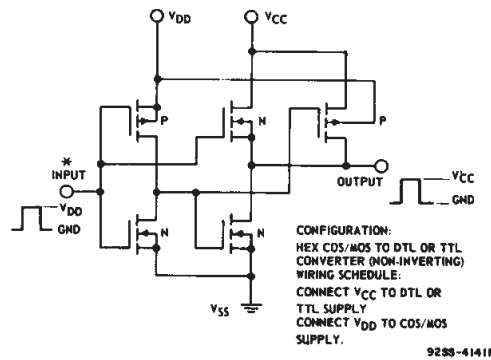 VDD
VCC
P
N
P
*
INPUT
OUTPUT
VCC
GND
VDD
GND
N
N
VSS
CONFIGURATION:
HEX COS/MOS TO DTL OR TTL
CONVERTER (NON-INVERTING)
WIRING SCHEDULE:
CONNECT VCC TO DTL OR
TTL SUPPLY
CONNECT VDD TO COS/MOS
SUPPLY.
92SS-41411